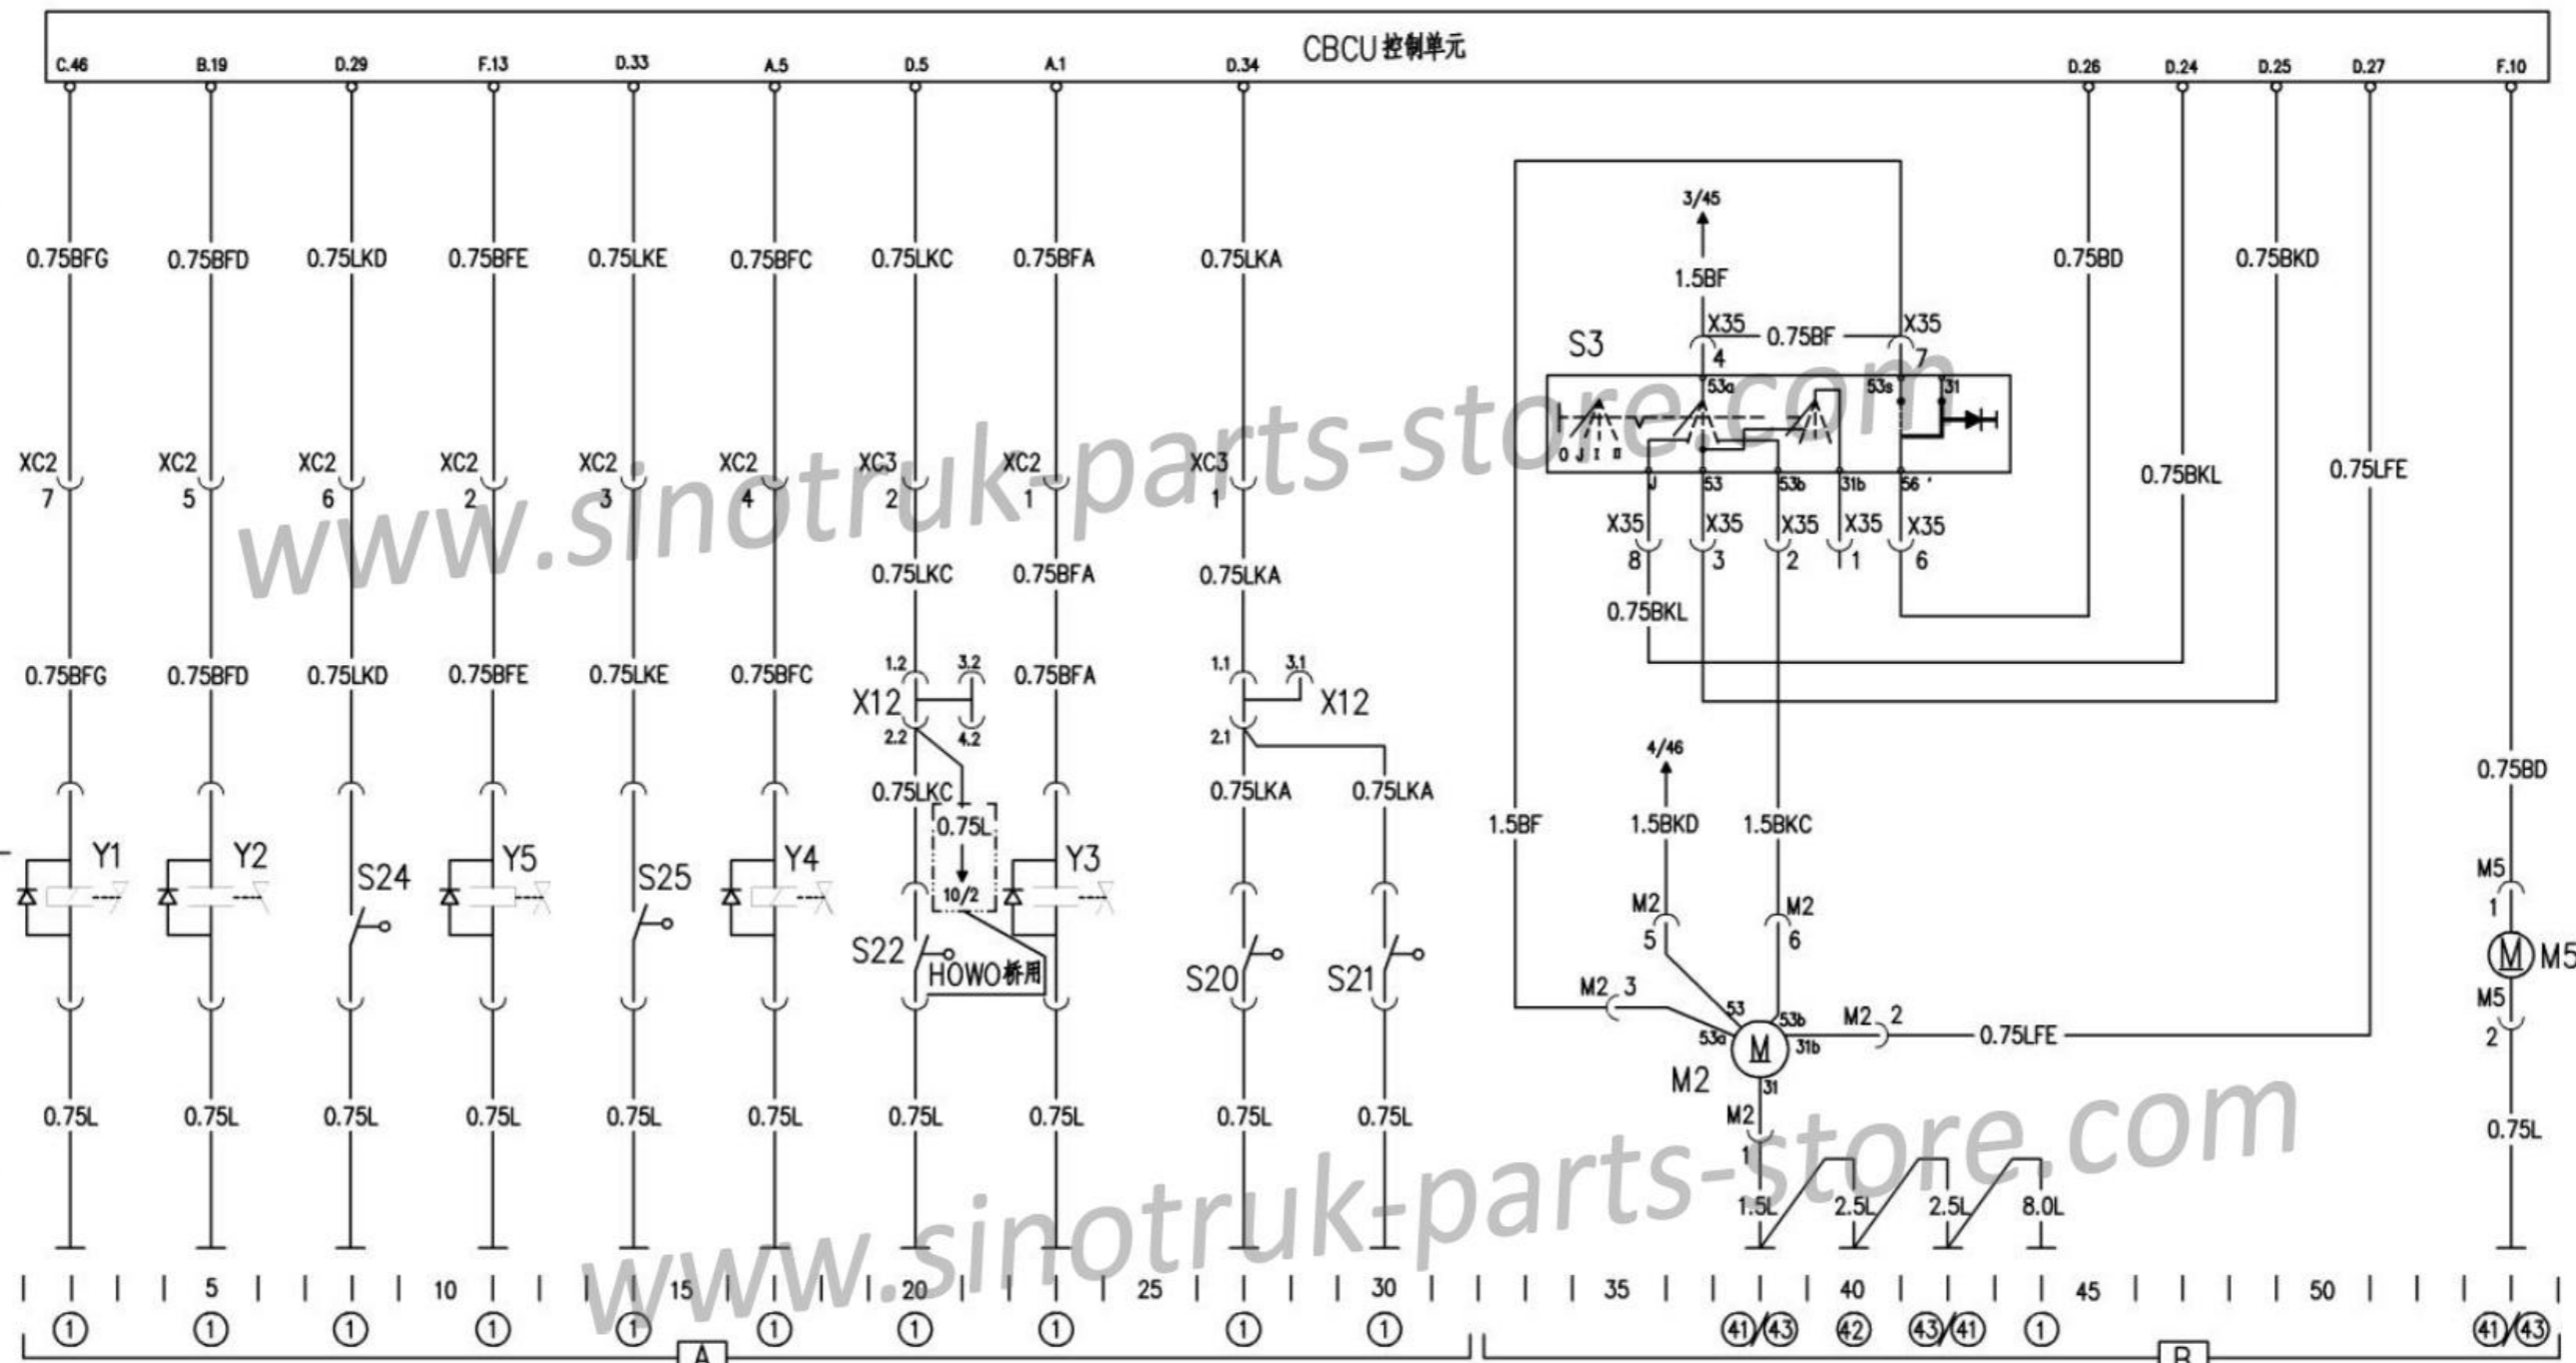 CBCU控制单元
C.46 B.19 D.29 F.13 D.33 A.5 D.5 A.1 D.34 D.26 D.24 D.25 D.27 F.10
3/45
0.75BFG 0.75BFD 0.75LKD 0.75BFE 0.75LKE 0.75BFC 0.75LKC 0.75BFA 0.75LKA 0.75BD 0.75BKD
1.5BF
S3 X35 0.75BF X35
4 7
53a 53s 31
XC2 XC2 XC2 XC2 XC2 XC2 XC3 XC2 XC3 0 J I II 0.75BKL 0.75LFE
7 5 6 2 3 4 2 1 1 J 53 53b 31b 56
X35 X35 X35 X35 X35
8 3 2 1 6
www.sinotruk-parts-store.com
0.75LKC 0.75BFA 0.75LKA
0.75BKL
0.75BFG 0.75BFD 0.75LKD 0.75BFE 0.75LKE 0.75BFC 1.2 3.2 0.75BFA 1.1 3.1
X12 X12
2.2 4.2 2.1 4/46
0.75LKC 0.75LKA 0.75LKA 0.75BD
0.75L 1.5BF 1.5BKD 1.5BKC
Y1 Y2 S24 Y5 S25 Y4 10/2 Y3 M5
M2 M2 1
5 6
S22 HOWO桥用 S20 S21 M M5
M2 3 53 53b M2 2 M5
53a M 31b 0.75LFE 2
M2 31
0.75L 0.75L 0.75L 0.75L 0.75L 0.75L 0.75L 0.75L 0.75L 0.75L M2 0.75L
1
1.5L 2.5L 2.5L 8.0L
www.sinotruk-parts-store.com
5 10 15 20 25 30 35 40 45 50
1 1 1 1 1 1 1 1 1 1 41/43 42 43/41 1 41/43
A B